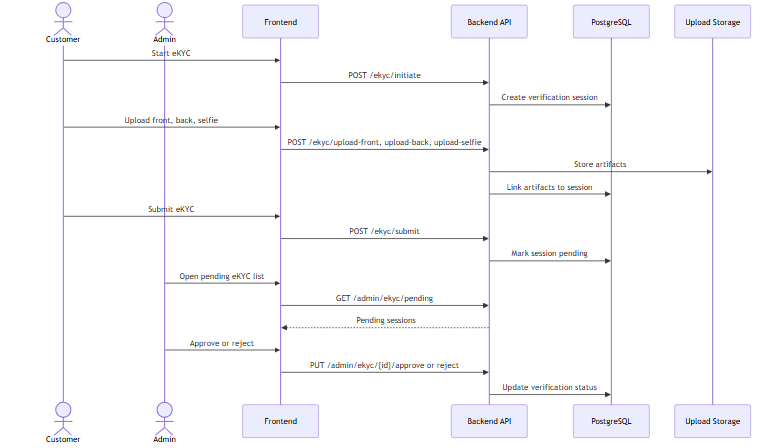 Customer
Admin
Frontend
Backend API
PostgreSQL
Upload Storage
Start eKYC
POST /ekyc/initiate
Create verification session
Upload front, back, selfie
POST /ekyc/upload-front, upload-back, upload-selfie
Store artifacts
Link artifacts to session
Submit eKYC
POST /ekyc/submit
Mark session pending
Open pending eKYC list
GET /admin/ekyc/pending
Pending sessions
Approve or reject
PUT /admin/ekyc/{id}/approve or reject
Update verification status
Customer
Admin
Frontend
Backend API
PostgreSQL
Upload Storage